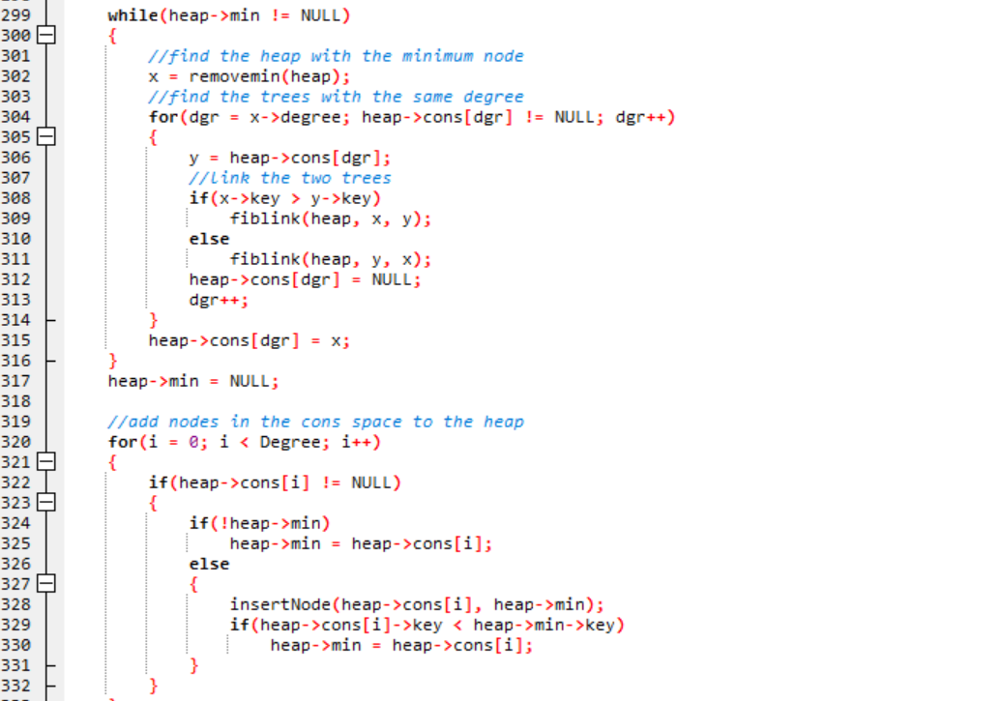 299 while(heap->min != NULL)
300 {
301 //find the heap with the minimum node
302 x = removemin(heap);
303 //find the trees with the same degree
304 for(dgr = x->degree; heap->cons[dgr] != NULL; dgr++)
305 {
306 y = heap->cons[dgr];
307 //link the two trees
308 if(x->key > y->key)
309 fiblink(heap, x, y);
310 else
311 fiblink(heap, y, x);
312 heap->cons[dgr] = NULL;
313 dgr++;
314 }
315 heap->cons[dgr] = x;
316 }
317 heap->min = NULL;
318
319 //add nodes in the cons space to the heap
320 for(i = 0; i < Degree; i++)
321 {
322 if(heap->cons[i] != NULL)
323 {
324 if(!heap->min)
325 heap->min = heap->cons[i];
326 else
327 {
328 insertNode(heap->cons[i], heap->min);
329 if(heap->cons[i]->key < heap->min->key)
330 heap->min = heap->cons[i];
331 }
332 }